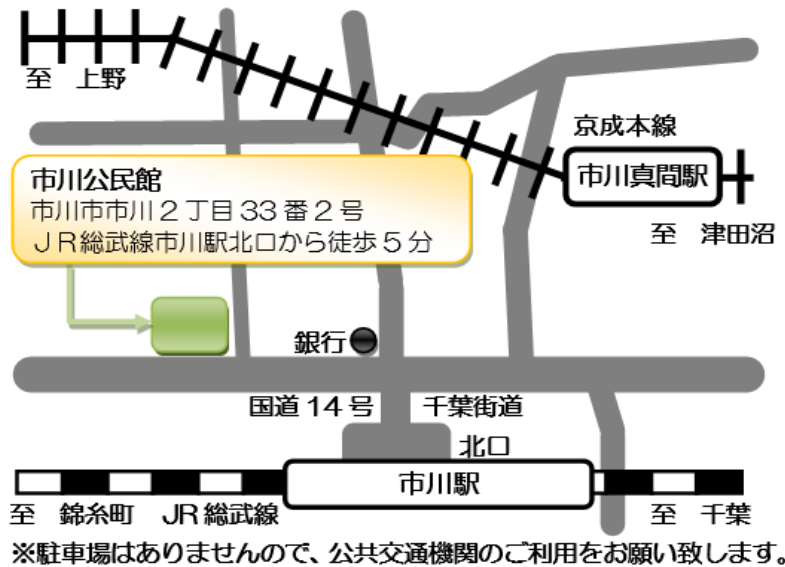 至 上野
京成本線
市川真間駅
至 津田沼
市川公民館
市川市市川2丁目33番2号
JR総武線市川駅北口から徒歩5分
銀行
国道14号 千葉街道
北口
市川駅
至 錦糸町 JR総武線 至 千葉
※駐車場はありませんので、公共交通機関のご利用をお願い致します。